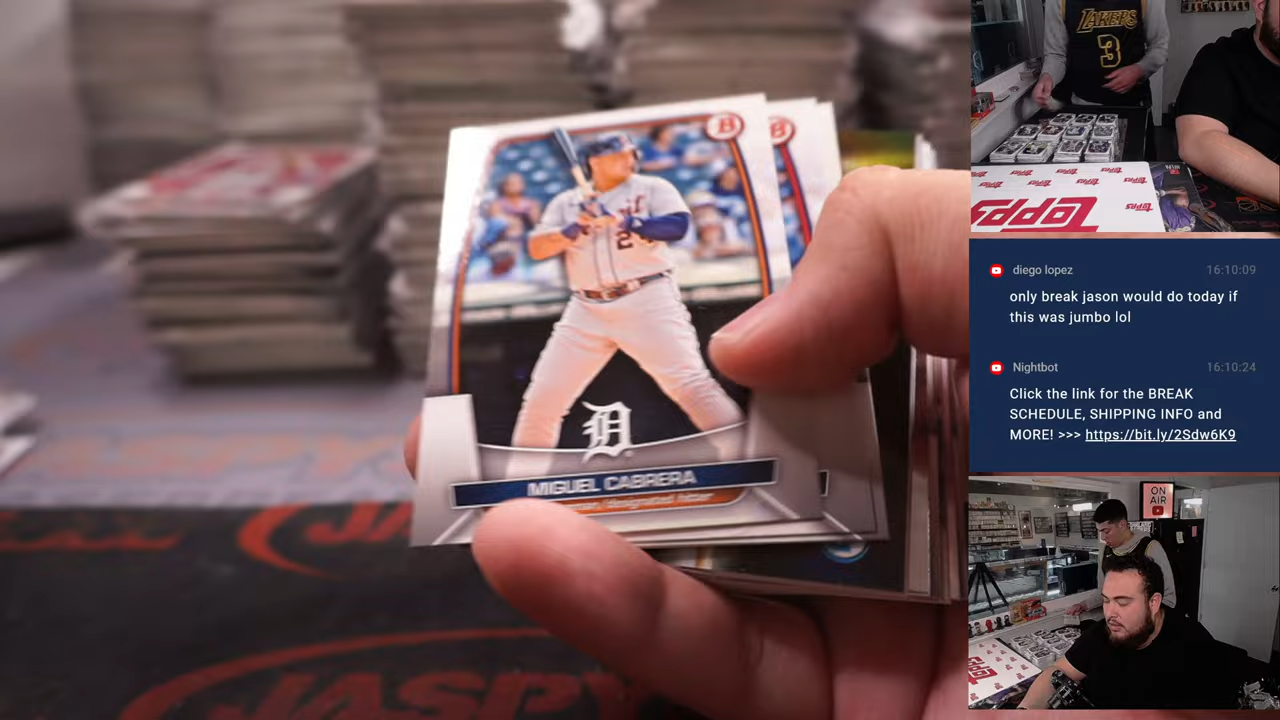 B
B
D
24
MIGUEL CABRERA
JASPY
LAKERS
3
TOPPS
diego lopez
16:10:09
only break jason would do today if
this was jumbo lol
Nightbot
16:10:24
Click the link for the BREAK
SCHEDULE, SHIPPING INFO and
MORE! >>> https://bit.ly/2Sdw6K9
ON
AIR